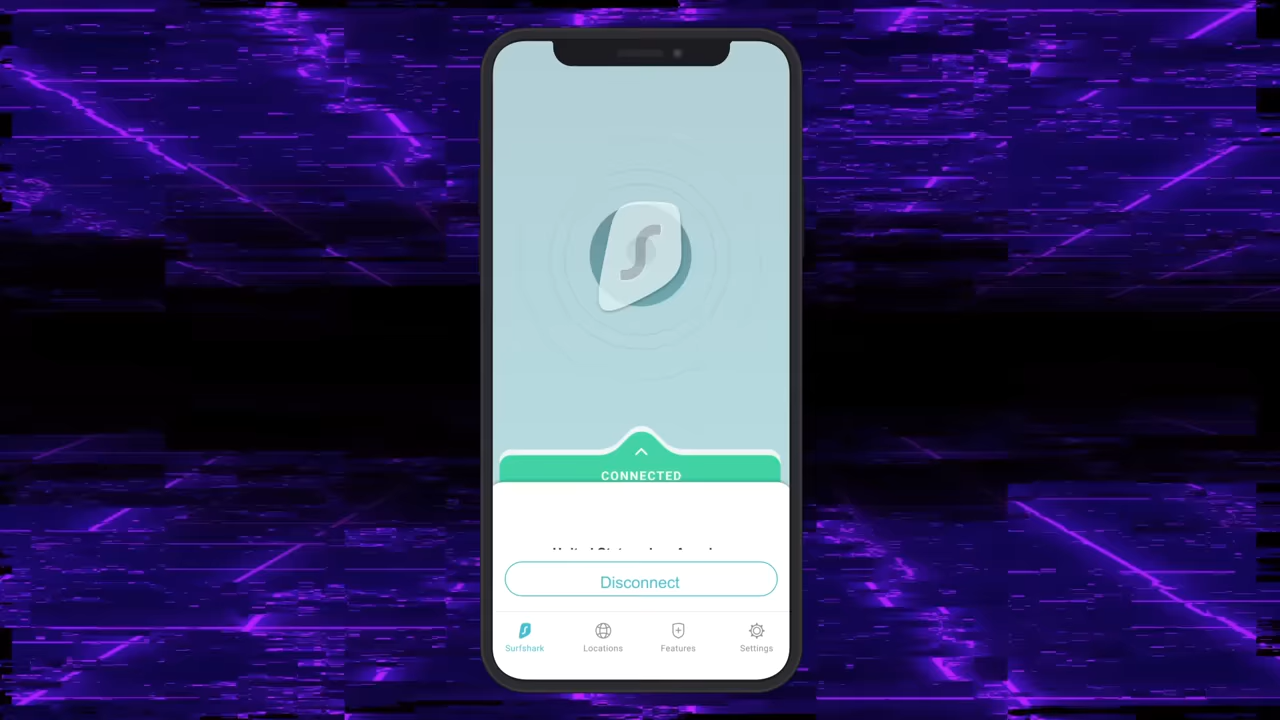 CONNECTED
Disconnect
Surfshark
Locations
Features
Settings